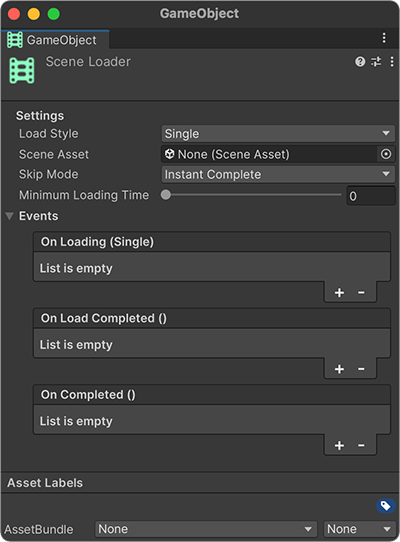 GameObject
GameObject
Scene Loader
Settings
Load Style Single
Scene Asset None (Scene Asset)
Skip Mode Instant Complete
Minimum Loading Time 0
Events
On Loading (Single)
List is empty
+ -
On Load Completed ()
List is empty
+ -
On Completed ()
List is empty
+ -
Asset Labels
AssetBundle None None